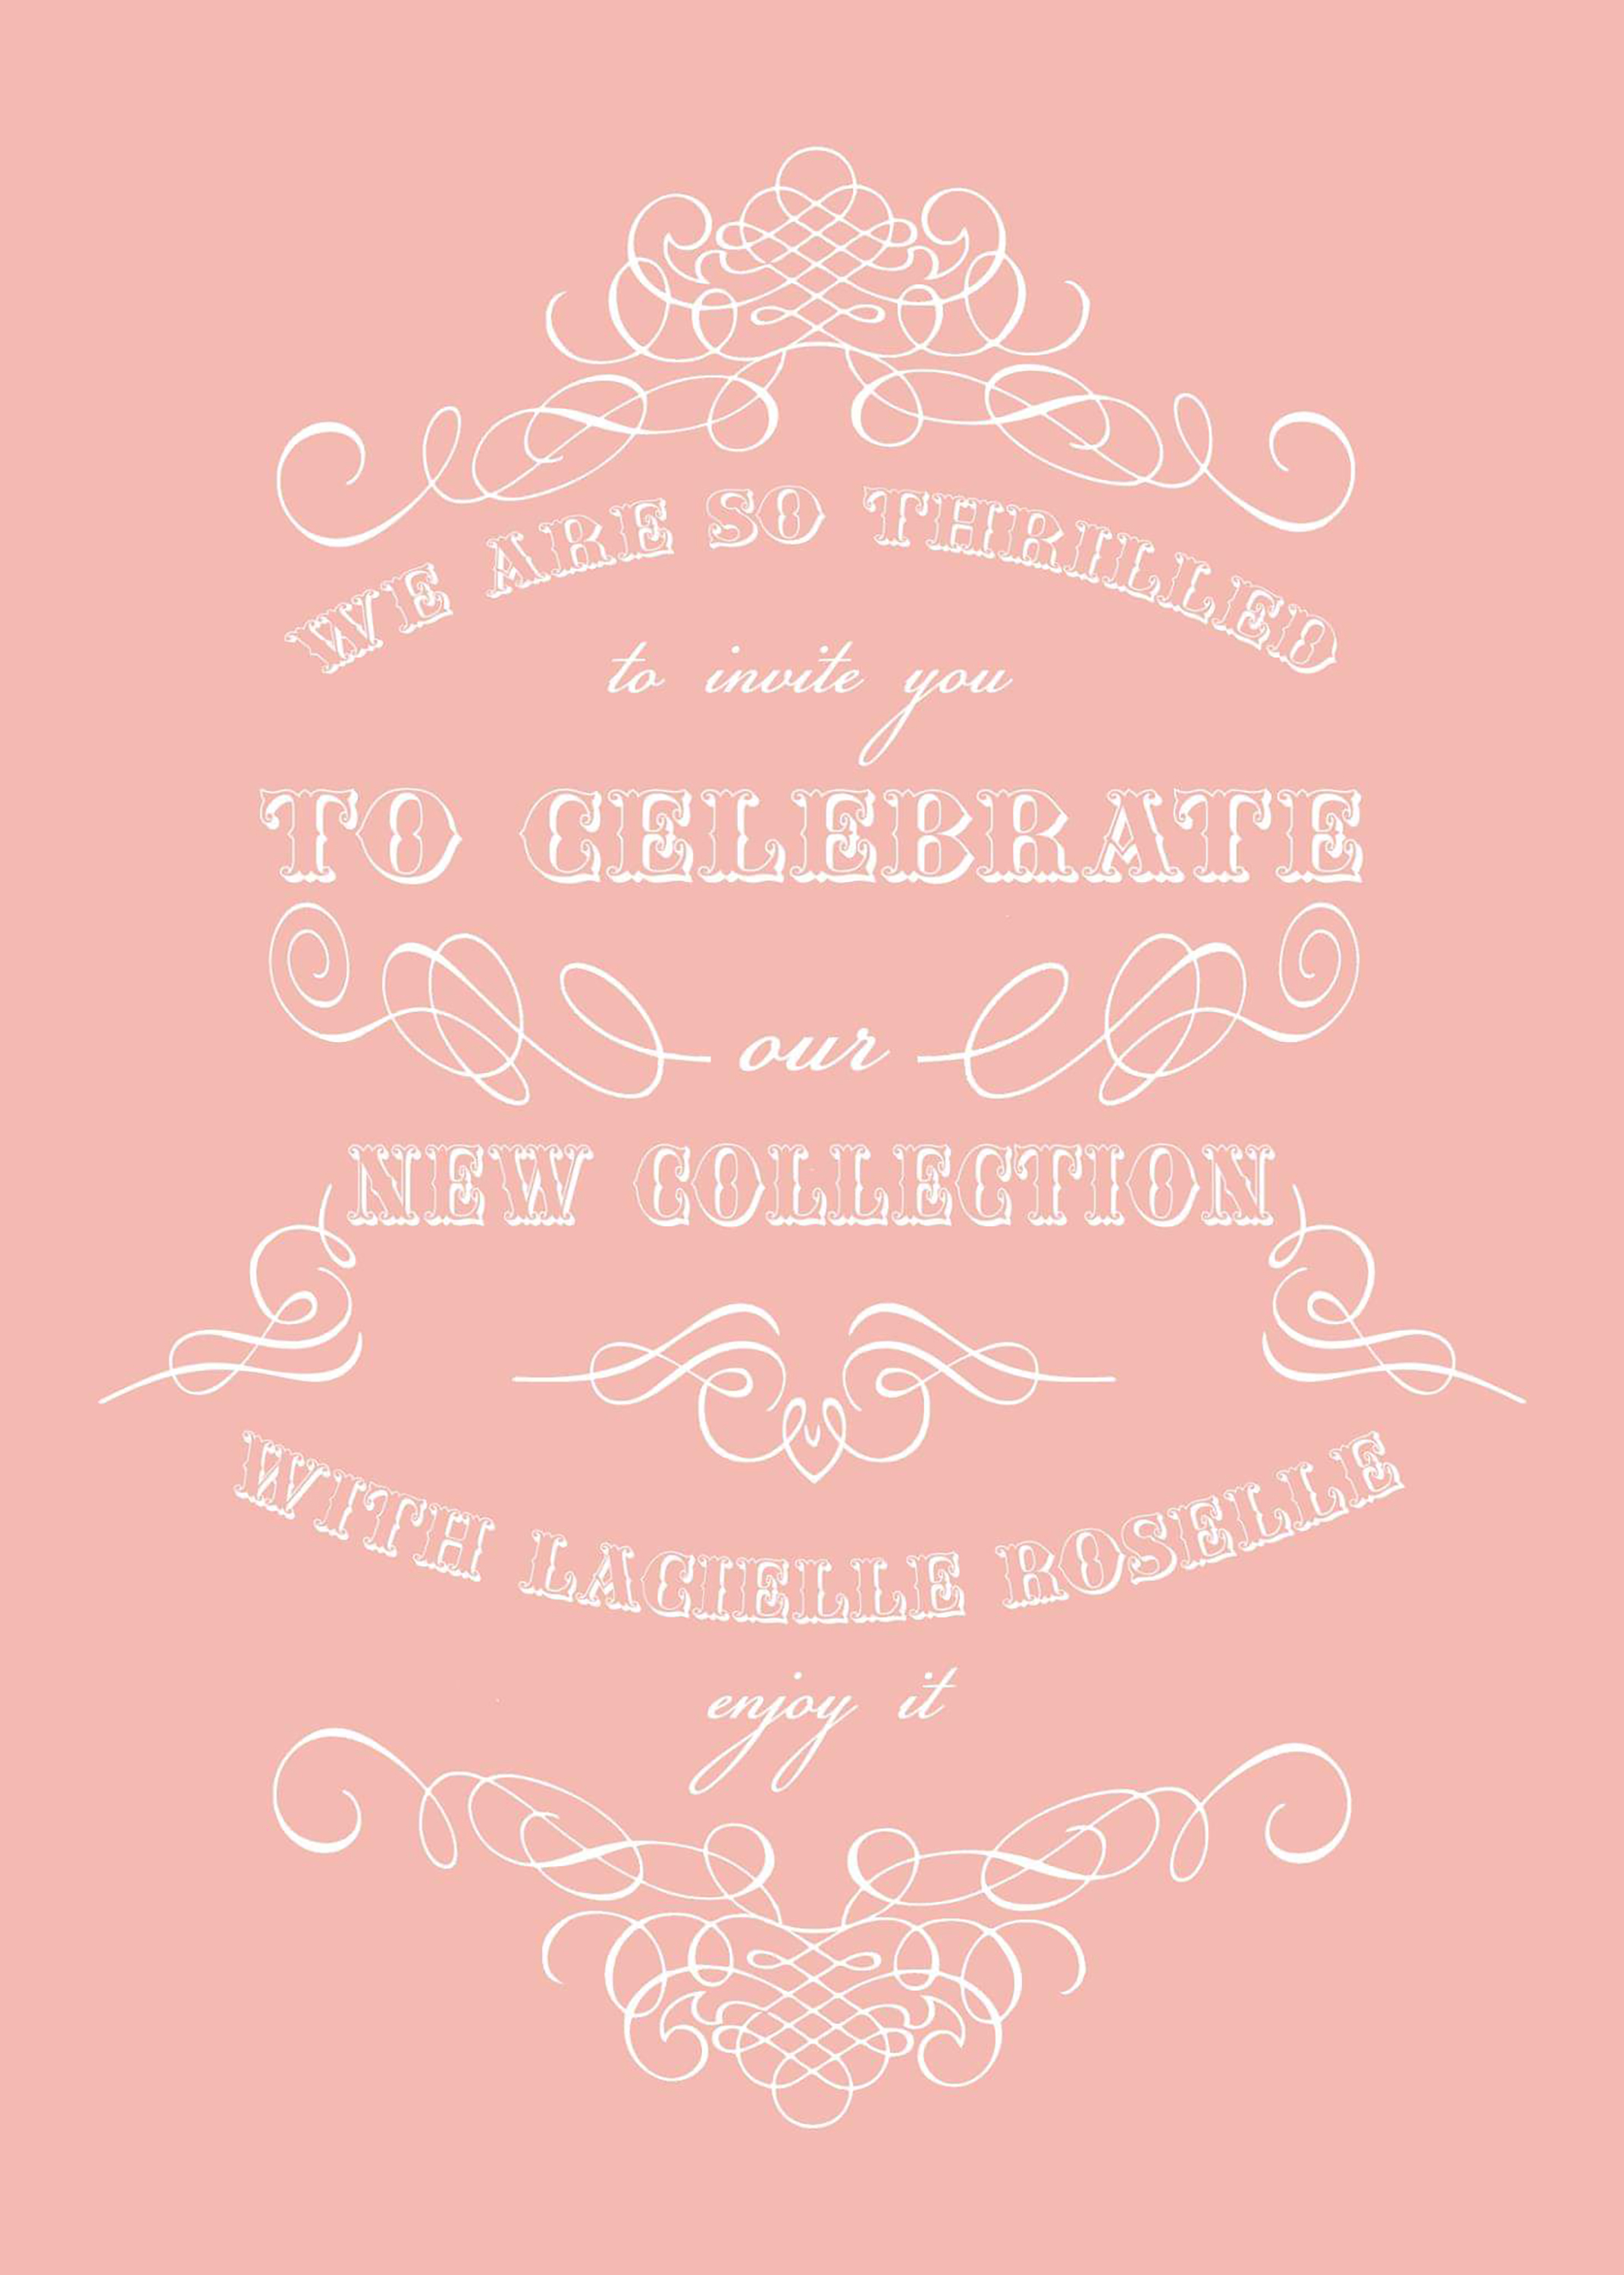 WE ARE SO THRILLED
to invite you
TO CELEBRATE
our
NEW COLLECTION
WITH LACIELLE ROSELLE
enjoy it